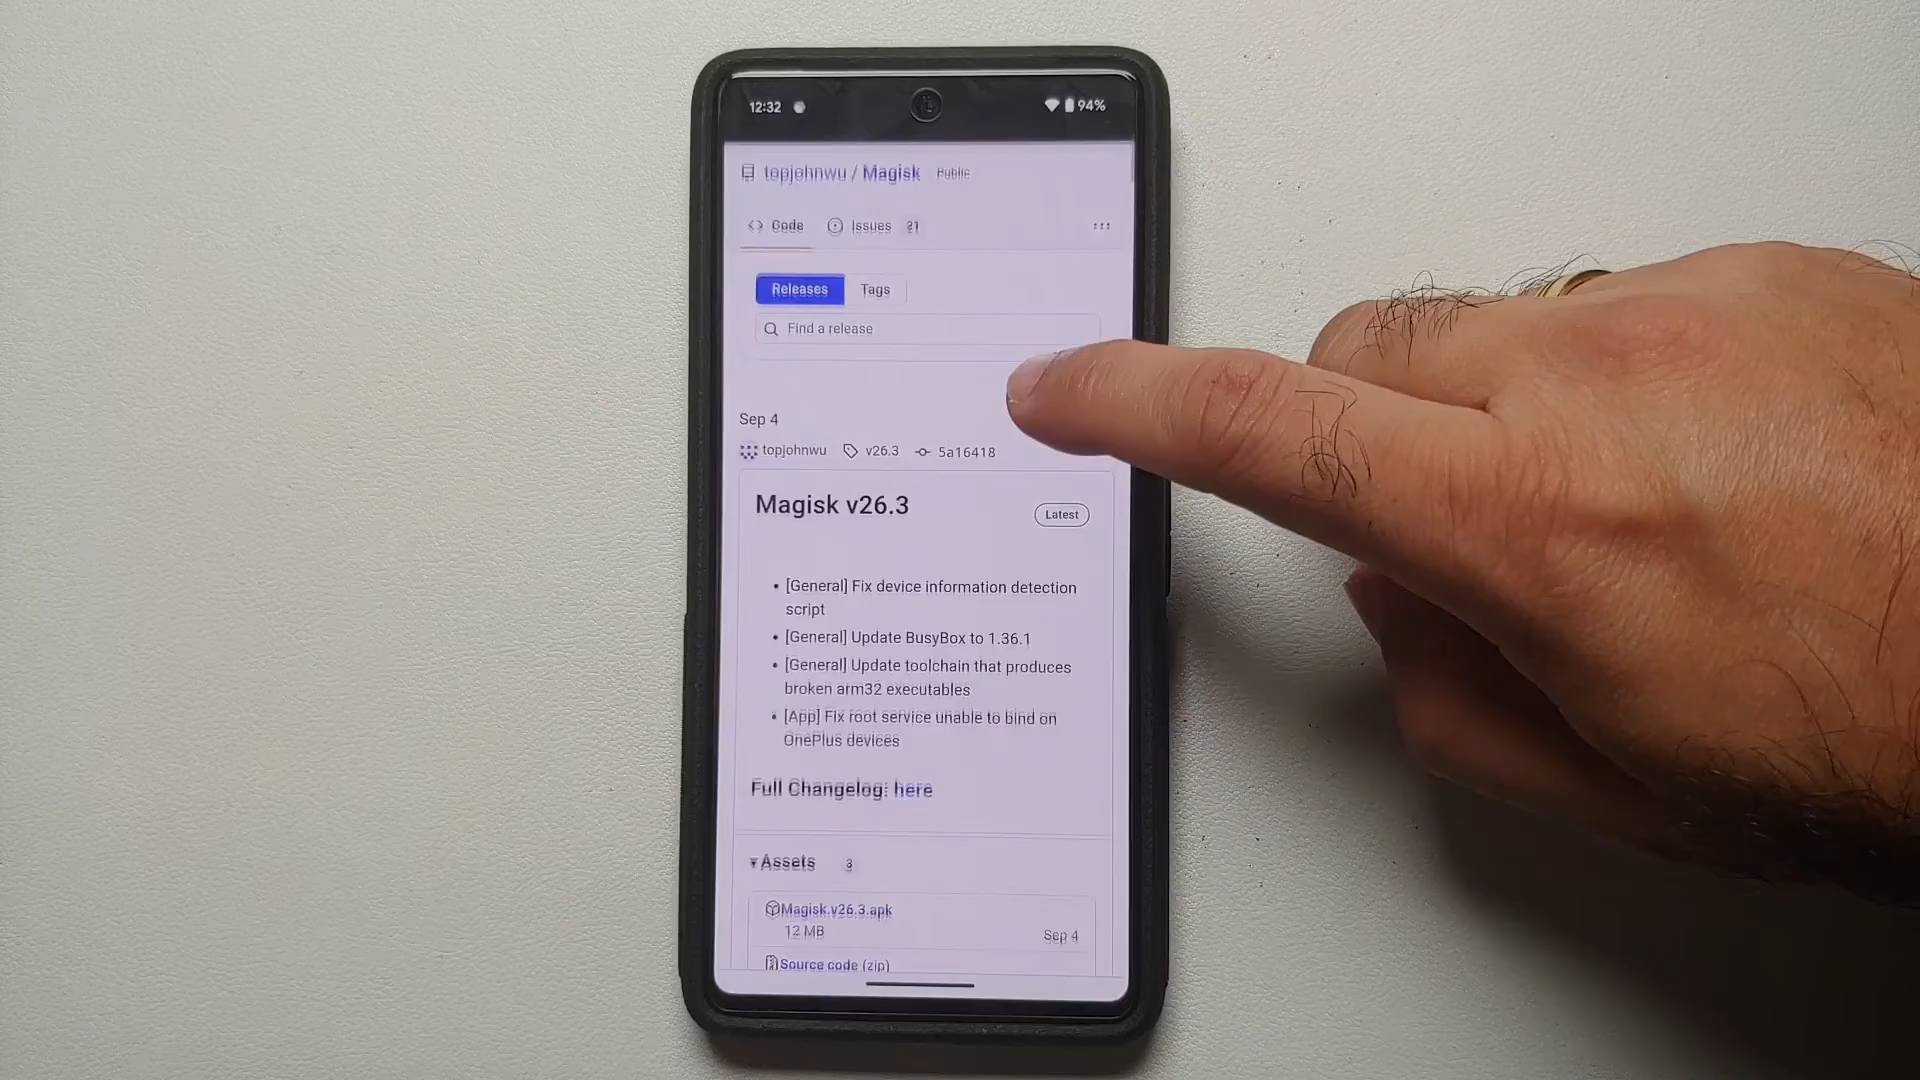 12:32 94%
topjohnwu / Magisk Public
Code Issues 21
Releases Tags
Find a release
Sep 4
topjohnwu v26.3 5a16418
Magisk v26.3 Latest
• [General] Fix device information detection
script
• [General] Update BusyBox to 1.36.1
• [General] Update toolchain that produces
broken arm32 executables
• [App] Fix root service unable to bind on
OnePlus devices
Full Changelog: here
Assets 3
Magisk.v26.3.apk
12 MB Sep 4
Source code (zip)